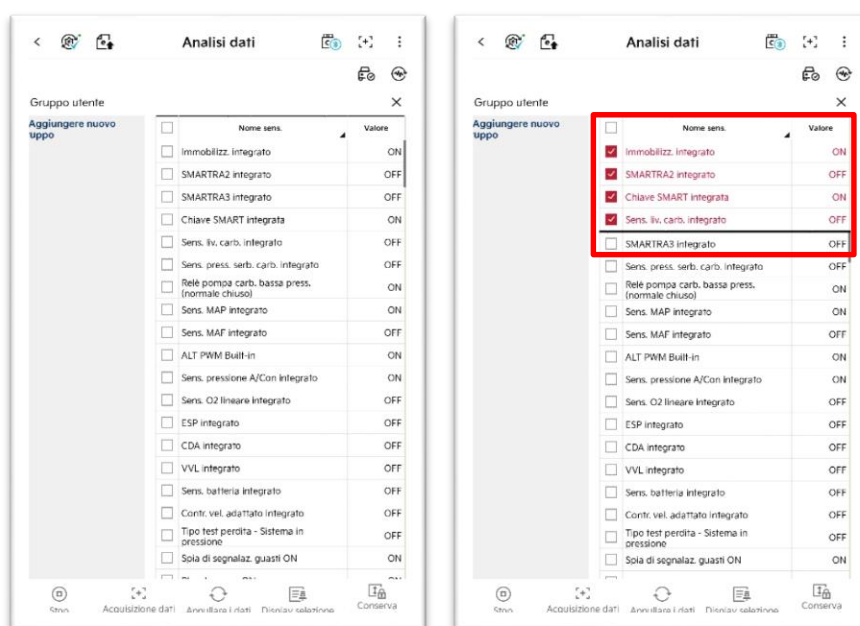 Analisi dati
Gruppo utente
Aggiungere nuovo
uppo
Nome sens. Valore
Immobilizz. integrato ON
SMARTRA2 integrato OFF
SMARTRA3 integrato OFF
Chiave SMART integrata ON
Sens. liv. carb. integrato OFF
Sens. press. serb. carb. integrato OFF
Relè pompa carb. bassa press.
(normale chiuso) ON
Sens. MAP integrato ON
Sens. MAF integrato OFF
ALT PWM Built-in ON
Sens. pressione A/Con integrato ON
Sens. O2 lineare integrato OFF
ESP integrato OFF
CDA integrato OFF
VVL integrato OFF
Sens. batteria integrato OFF
Contr. vel. adattato integrato OFF
Tipo test perdita - Sistema in
pressione OFF
Spia di segnalaz. guasti ON ON
Stop Acquisizione dati Annullare i dati Display selezione Conserva
Analisi dati
Gruppo utente
Aggiungere nuovo
uppo
Nome sens. Valore
Immobilizz. integrato ON
SMARTRA2 integrato OFF
Chiave SMART integrata ON
Sens. liv. carb. integrato OFF
SMARTRA3 integrato OFF
Sens. press. serb. carb. integrato OFF
Relè pompa carb. bassa press.
(normale chiuso) ON
Sens. MAP integrato ON
Sens. MAF integrato OFF
ALT PWM Built-in ON
Sens. pressione A/Con integrato ON
Sens. O2 lineare integrato OFF
ESP integrato OFF
CDA integrato OFF
VVL integrato OFF
Sens. batteria integrato OFF
Contr. vel. adattato integrato OFF
Tipo test perdita - Sistema in
pressione OFF
Spia di segnalaz. guasti ON ON
Stop Acquisizione dati Annullare i dati Display selezione Conserva